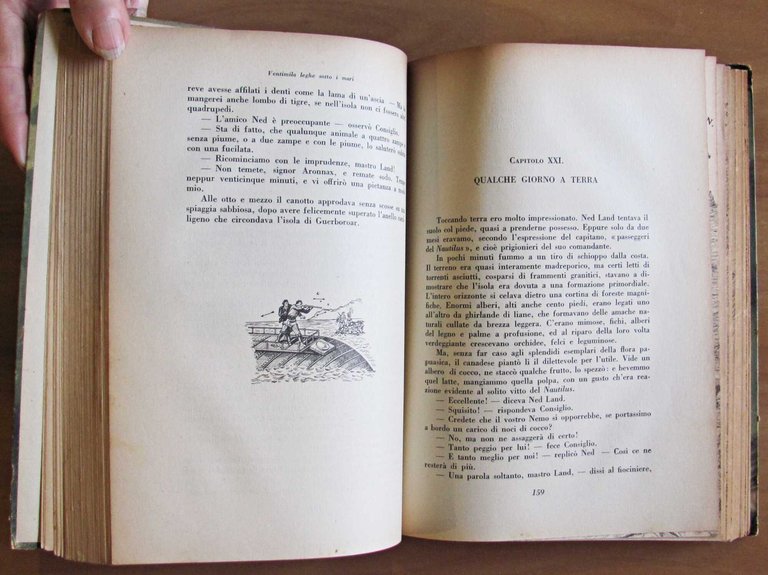 Ventimila leghe sotto i mari
reve avesse affilati i denti come la lama di un'ascia — Ma
mangerei anche lombo di tigre, se nell'isola non ci fossero altri
quadrupedi.
— L'amico Ned è preoccupante — osservò Consiglio.
— Sta di fatto, che qualunque animale a quattro zampe
senza piume, o a due zampe e con le piume, lo saluterò subito
con una fucilata.
— Ricominciamo con le imprudenze, mastro Land!
— Non temete, signor Aronnax, e remate sodo.
neppur venticinque minuti, e vi offrirò una pietanza a modo
mio.
Alle otto e mezzo il canotto approdava senza scosse su una
spiaggia sabbiosa, dopo avere felicemente superato l'anello
ligeno che circondava l'isola di Guerboroar.
CAPITOLO XXI.
QUALCHE GIORNO A TERRA
Toccando terra ero molto impressionato. Ned Land tentava il
suolo col piede, quasi a prenderne possesso. Eppure solo da due
mesi eravamo, secondo l'espressione del capitano, « passeggeri
del Nautilus », e cioè prigionieri del suo comandante.
In pochi minuti fummo a un tiro di schioppo dalla costa.
Il terreno era quasi interamente madreporico, ma certi letti di
torrenti asciutti, cosparsi di frammenti granitici, stavano a di-
mostrare che l'isola era dovuta a una formazione primordiale.
L'intero orizzonte si celava dietro una cortina di foreste magni-
fiche. Enormi alberi, alti anche cento piedi, erano legati uno
all'altro da ghirlande di liane, che formavano delle amache na-
turali cullate da brezza leggera. C'erano mimose, fichi, alberi
del legno e palme a profusione, ed al riparo della loro volta
verdeggiante crescevano orchidee, felci e leguminose.
Ma, senza far caso agli splendidi esemplari della flora pa-
puasica, il canadese piantò lì il dilettevole per l'utile. Vide un
albero di cocco, ne staccò qualche frutto, lo spezzò: e bevemmo
quel latte, mangiammo quella polpa, con un gusto ch'era rea-
zione evidente al solito vitto del Nautilus.
— Eccellente! — diceva Ned Land.
— Squisito! — rispondeva Consiglio.
— Credete che il vostro Nemo si opporrebbe, se portassimo
a bordo un carico di noci di cocco?
— No, ma non ne assaggerà di certo!
— Tanto peggio per lui! — fece Consiglio.
— E tanto meglio per noi! — replicò Ned — Così ce ne
resterà di più.
— Una parola soltanto, mastro Land, — dissi al fiociniere,
159